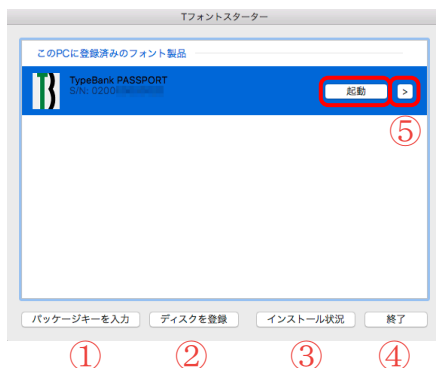 Tフォントスターター
このPCに登録済みのフォント製品
TypeBank PASSPORT
S/N: 0200
起動 >
⑤
パッケージキーを入力 ディスクを登録 インストール状況 終了
① ② ③ ④